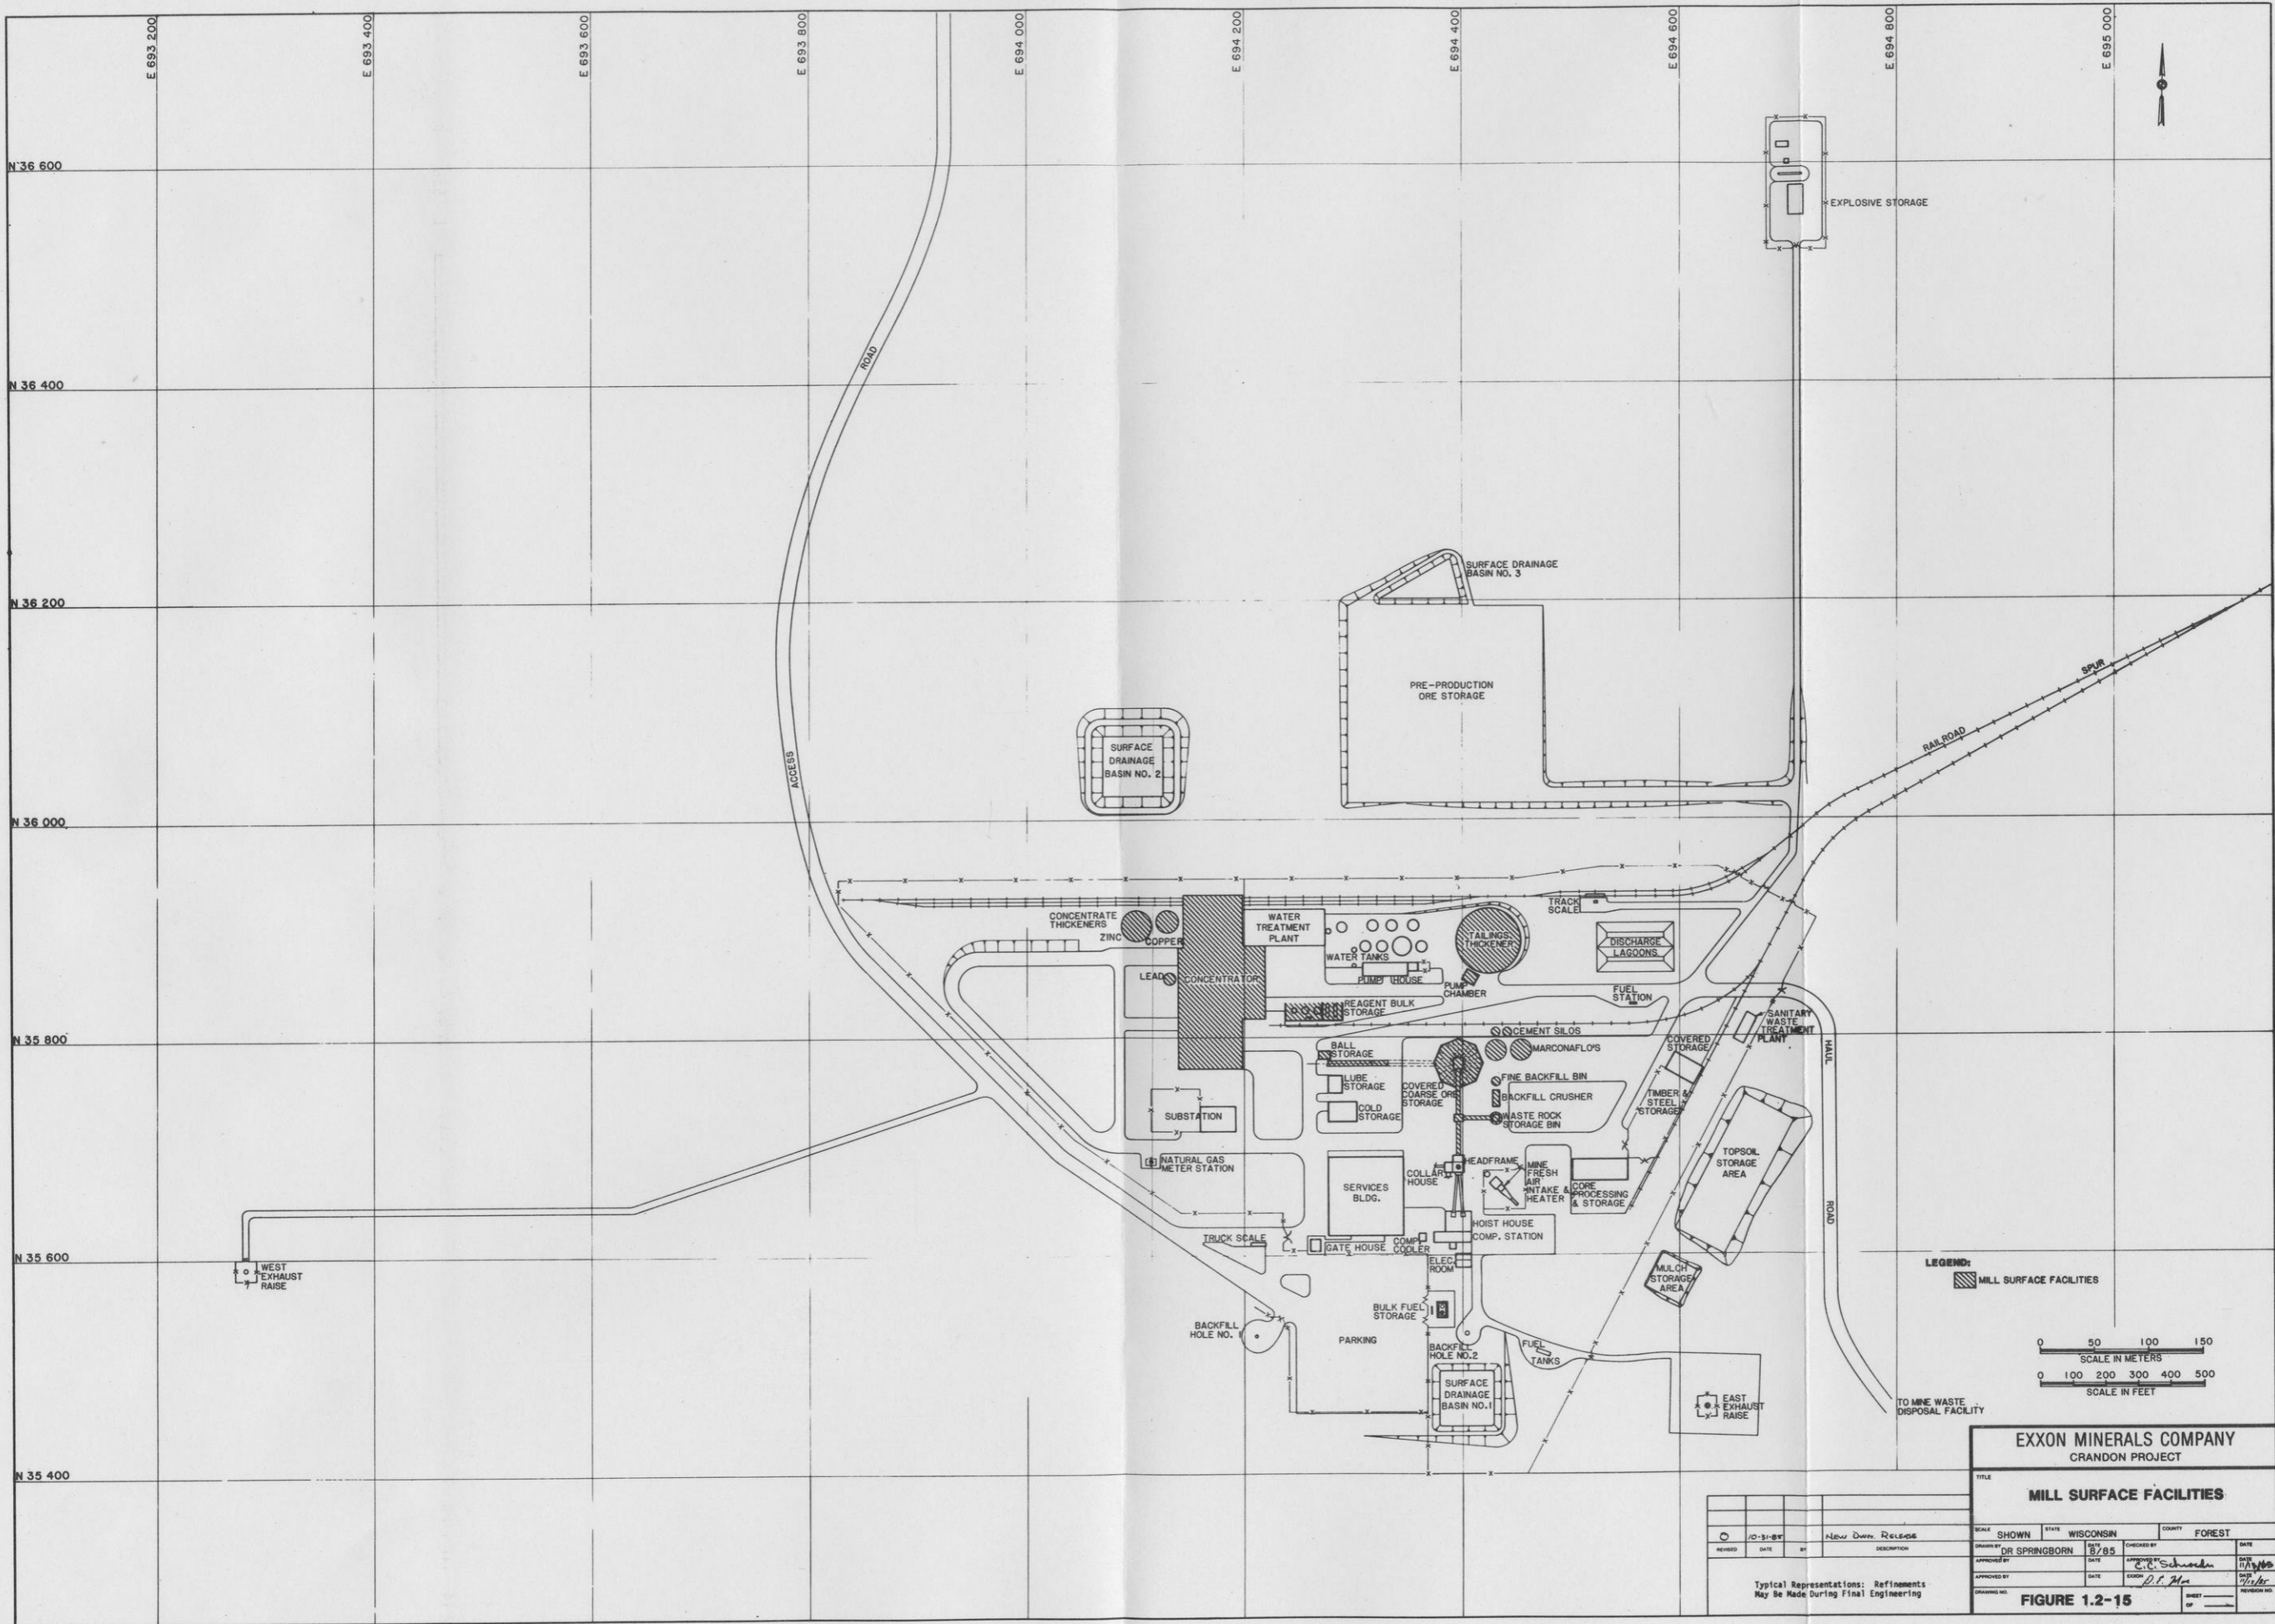 E 693 200
E 693 400
E 693 600
E 693 800
E 694 000
E 694 200
E 694 400
E 694 600
E 694 800
E 695 000
N 36 600
N 36 400
N 36 200
N 36 000
N 35 800
N 35 600
N 35 400
EXPLOSIVE STORAGE
ROAD
ACCESS
SURFACE DRAINAGE
BASIN NO. 3
PRE-PRODUCTION
ORE STORAGE
SURFACE
DRAINAGE
BASIN NO. 2
SPUR
RAILROAD
CONCENTRATE
THICKENERS
ZINC
COPPER
LEAD
CONCENTRATOR
WATER
TREATMENT
PLANT
WATER TANKS
PUMP HOUSE
TAILINGS
THICKENER
PUMP
CHAMBER
TRACK
SCALE
DISCHARGE
LAGOONS
FUEL
STATION
REAGENT BULK
STORAGE
CEMENT SILOS
MARCONAFLO'S
SANITARY
WASTE
TREATMENT
PLANT
COVERED
STORAGE
HAUL
ROAD
BALL
STORAGE
LUBE
STORAGE
COLD
STORAGE
COVERED
COARSE ORE
STORAGE
FINE BACKFILL BIN
BACKFILL CRUSHER
WASTE ROCK
STORAGE BIN
TIMBER &
STEEL
STORAGE
SUBSTATION
NATURAL GAS
METER STATION
SERVICES
BLDG.
COLLAR
HOUSE
HEADFRAME
MINE
FRESH
AIR
INTAKE &
HEATER
CORE
PROCESSING
& STORAGE
TOPSOIL
STORAGE
AREA
HOIST HOUSE
COMP. STATION
TRUCK SCALE
GATE HOUSE
COMP.
COOLER
ELEC.
ROOM
MULCH
STORAGE
AREA
WEST
EXHAUST
RAISE
BACKFILL
HOLE NO. 1
PARKING
BULK FUEL
STORAGE
BACKFILL
HOLE NO.2
FUEL
TANKS
SURFACE
DRAINAGE
BASIN NO.1
EAST
EXHAUST
RAISE
TO MINE WASTE
DISPOSAL FACILITY
LEGEND:
MILL SURFACE FACILITIES
0 50 100 150
SCALE IN METERS
0 100 200 300 400 500
SCALE IN FEET
EXXON MINERALS COMPANY
CRANDON PROJECT
TITLE
MILL SURFACE FACILITIES
SCALE SHOWN STATE WISCONSIN COUNTY FOREST
DRAWN BY DR SPRINGBORN DATE 8/85 CHECKED BY DATE
APPROVED BY DATE APPROVED BY C.C. Schroeder DATE
APPROVED BY DATE EXXON DATE
DRAWING NO. FIGURE 1.2-15 SHEET OF REVISION NO.
0 10-31-85 New Dwn. Release
REVISED DATE BY DESCRIPTION
Typical Representations: Refinements
May Be Made During Final Engineering